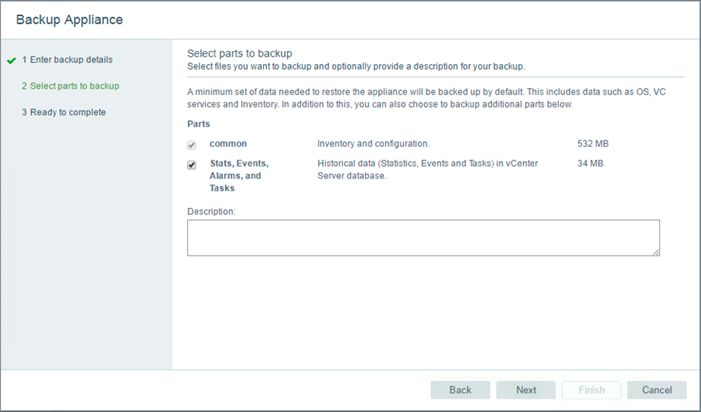 Backup Appliance
1 Enter backup details
2 Select parts to backup
3 Ready to complete
Select parts to backup
Select files you want to backup and optionally provide a description for your backup.
A minimum set of data needed to restore the appliance will be backed up by default. This includes data such as OS, VC
services and Inventory. In addition to this, you can also choose to backup additional parts below.
Parts
common Inventory and configuration. 532 MB
Stats, Events, Historical data (Statistics, Events and Tasks) in vCenter 34 MB
Alarms, and Server database.
Tasks
Description:
Back Next Finish Cancel